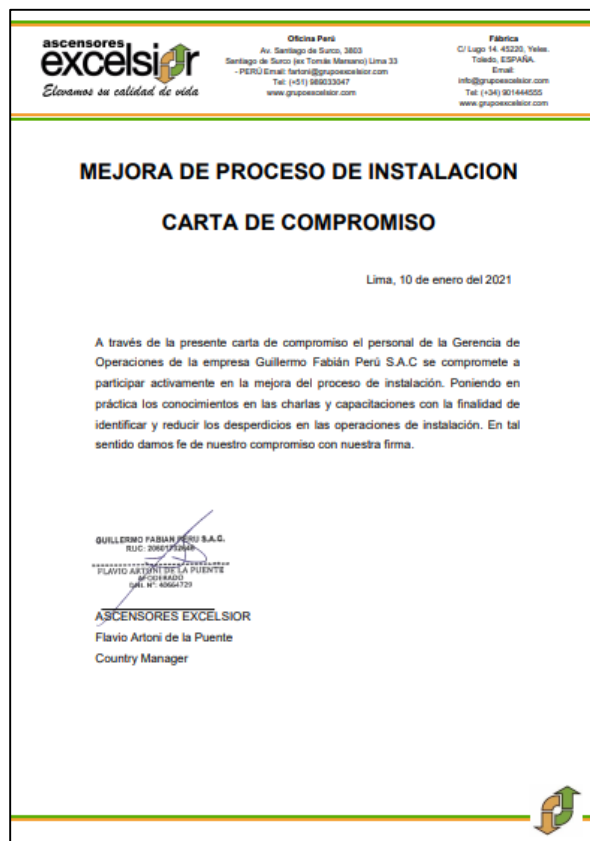 ascensores
excelsior
Elevamos su calidad de vida
Oficina Perú
Av. Santiago de Surco, 3803
Santiago de Surco (ex Tomás Marsano) Lima 33
- PERÚ Email: fartoni@grupoexcelsior.com
Tel: (+51) 989033047
www.grupoexcelsior.com
Fábrica
C/ Lugo 14. 45220, Yeles.
Toledo, ESPAÑA.
Email:
info@grupoexcelsior.com
Tel: (+34) 901444555
www.grupoexcelsior.com
MEJORA DE PROCESO DE INSTALACION
CARTA DE COMPROMISO
Lima, 10 de enero del 2021
A través de la presente carta de compromiso el personal de la Gerencia de
Operaciones de la empresa Guillermo Fabián Perú S.A.C se compromete a
participar activamente en la mejora del proceso de instalación. Poniendo en
práctica los conocimientos en las charlas y capacitaciones con la finalidad de
identificar y reducir los desperdicios en las operaciones de instalación. En tal
sentido damos fe de nuestro compromiso con nuestra firma.
GUILLERMO FABIAN PERU S.A.C.
RUC:
FLAVIO ARTONI DE LA PUENTE
APODERADO
DNI. N°: 40664729
ASCENSORES EXCELSIOR
Flavio Artoni de la Puente
Country Manager